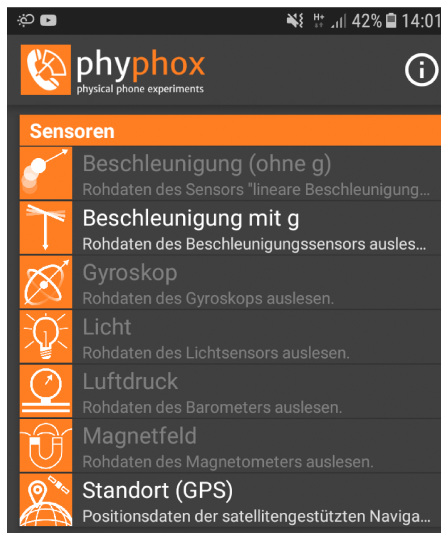 H+ 42% 14:01
phyphox
physical phone experiments
Sensoren
Beschleunigung (ohne g)
Rohdaten des Sensors "lineare Beschleunigung...
Beschleunigung mit g
Rohdaten des Beschleunigungssensors ausles...
Gyroskop
Rohdaten des Gyroskops auslesen.
Licht
Rohdaten des Lichtsensors auslesen.
Luftdruck
Rohdaten des Barometers auslesen.
Magnetfeld
Rohdaten des Magnetometers auslesen.
Standort (GPS)
Positionsdaten der satellitengestützten Naviga...